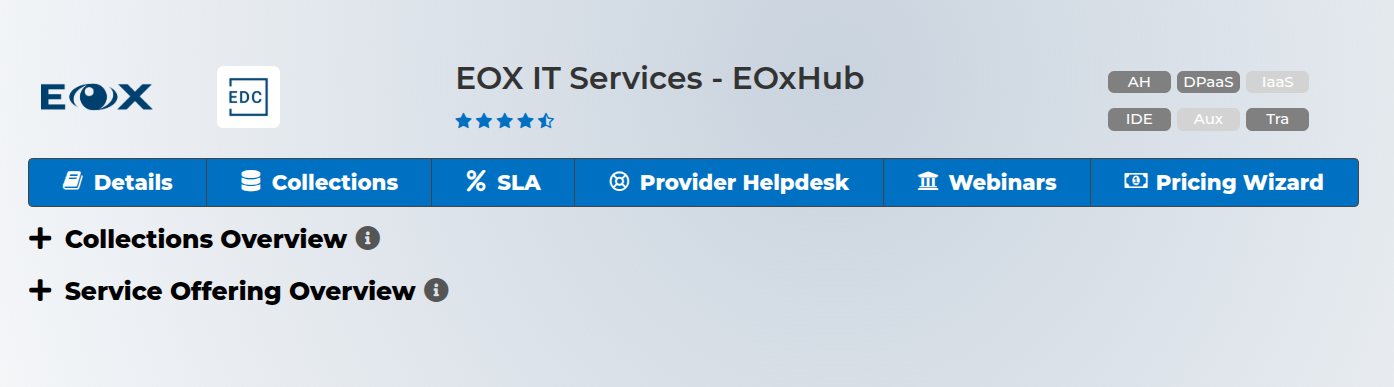 EOX
EDC
EOX IT Services - EOxHub
AH DPaaS IaaS
IDE Aux Tra
Details Collections SLA Provider Helpdesk Webinars Pricing Wizard
Collections Overview
Service Offering Overview